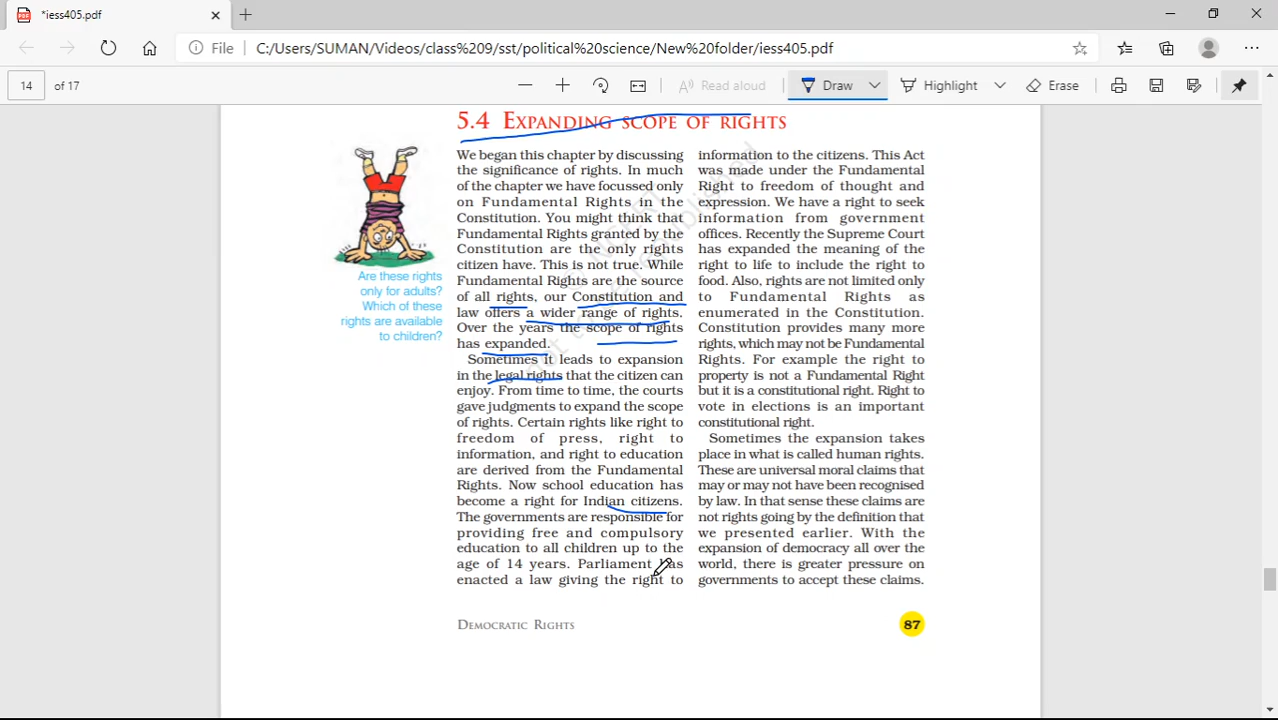 *iess405.pdf
File
C:/Users/SUMAN/Videos/class%209/sst/political%20science/New%20folder/iess405.pdf
14 of 17
Read aloud
Draw
Highlight
Erase
5.4 EXPANDING SCOPE OF RIGHTS
Are these rights
only for adults?
Which of these
rights are available
to children?
We began this chapter by discussing
the significance of rights. In much
of the chapter we have focussed only
on Fundamental Rights in the
Constitution. You might think that
Fundamental Rights granted by the
Constitution are the only rights
citizen have. This is not true. While
Fundamental Rights are the source
of all rights, our Constitution and
law offers a wider range of rights.
Over the years the scope of rights
has expanded.
Sometimes it leads to expansion
in the legal rights that the citizen can
enjoy. From time to time, the courts
gave judgments to expand the scope
of rights. Certain rights like right to
freedom of press, right to
information, and right to education
are derived from the Fundamental
Rights. Now school education has
become a right for Indian citizens.
The governments are responsible for
providing free and compulsory
education to all children up to the
age of 14 years. Parliament has
enacted a law giving the right to
information to the citizens. This Act
was made under the Fundamental
Right to freedom of thought and
expression. We have a right to seek
information from government
offices. Recently the Supreme Court
has expanded the meaning of the
right to life to include the right to
food. Also, rights are not limited only
to Fundamental Rights as
enumerated in the Constitution.
Constitution provides many more
rights, which may not be Fundamental
Rights. For example the right to
property is not a Fundamental Right
but it is a constitutional right. Right to
vote in elections is an important
constitutional right.
Sometimes the expansion takes
place in what is called human rights.
These are universal moral claims that
may or may not have been recognised
by law. In that sense these claims are
not rights going by the definition that
we presented earlier. With the
expansion of democracy all over the
world, there is greater pressure on
governments to accept these claims.
DEMOCRATIC RIGHTS
87